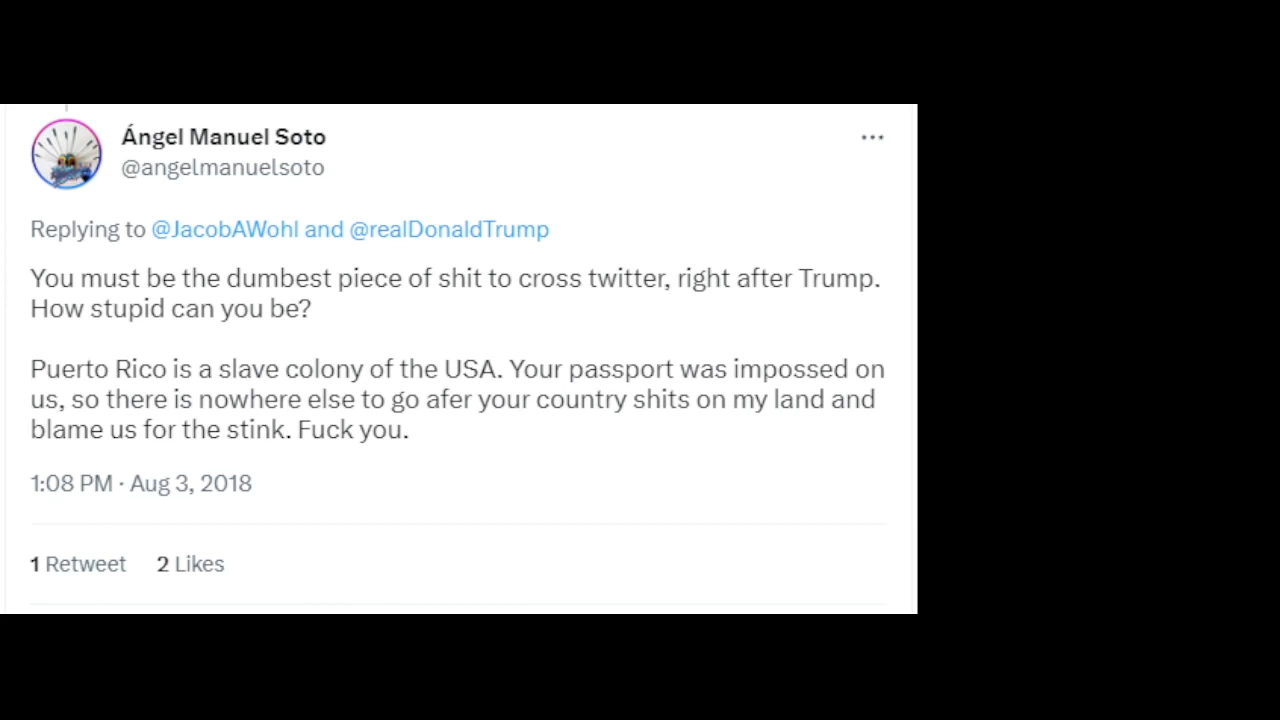 Ángel Manuel Soto
@angelmanuelsoto
Replying to @JacobAWohl and @realDonaldTrump
You must be the dumbest piece of shit to cross twitter, right after Trump.
How stupid can you be?
Puerto Rico is a slave colony of the USA. Your passport was impossed on
us, so there is nowhere else to go afer your country shits on my land and
blame us for the stink. Fuck you.
1:08 PM · Aug 3, 2018
1 Retweet 2 Likes